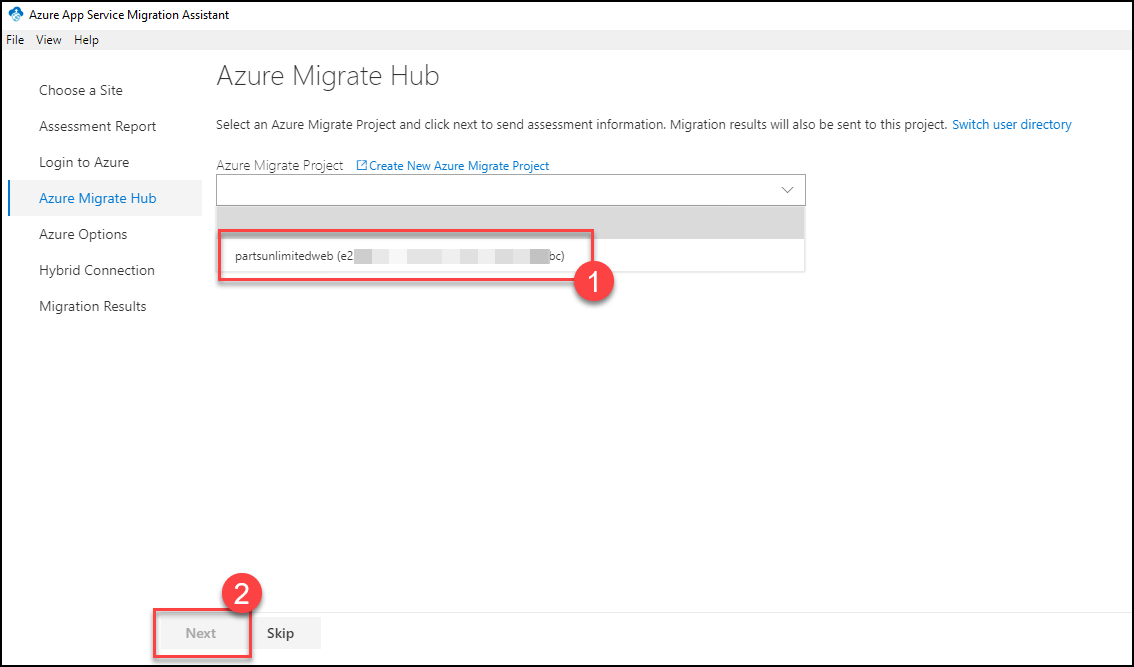 Azure App Service Migration Assistant
File View Help
Azure Migrate Hub
Choose a Site
Select an Azure Migrate Project and click next to send assessment information. Migration results will also be sent to this project. Switch user directory
Assessment Report
Login to Azure
Azure Migrate Project Create New Azure Migrate Project
Azure Migrate Hub
Azure Options
partsunlimitedweb (e2 bc)
Hybrid Connection
1
Migration Results
2
Next Skip